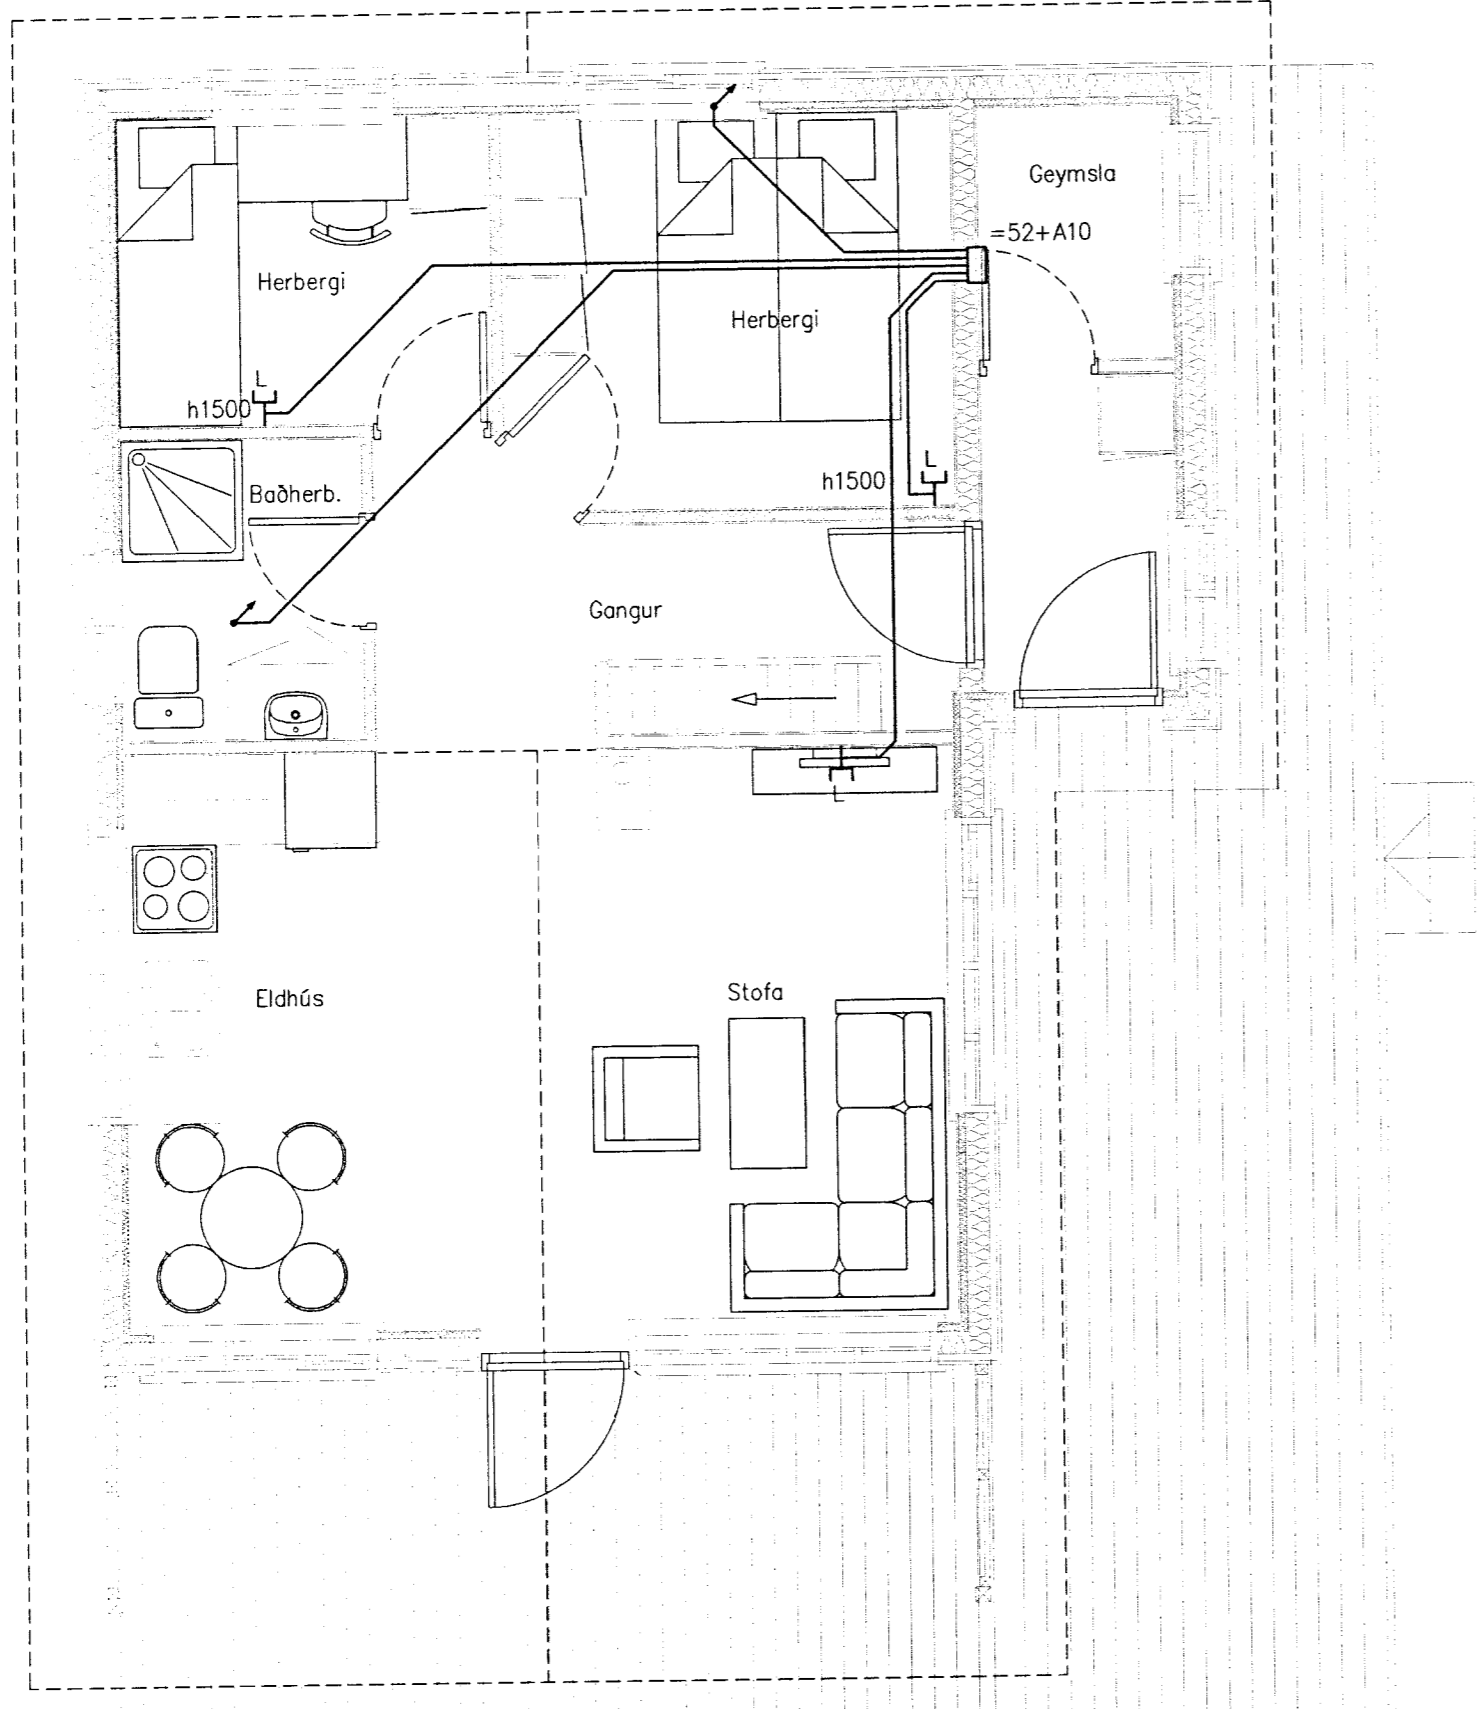 Geymsla
=52+A10
Herbergi
Herbergi
L
h1500
L
h1500
Baðherb.
Gangur
L
Eldhús
Stofa